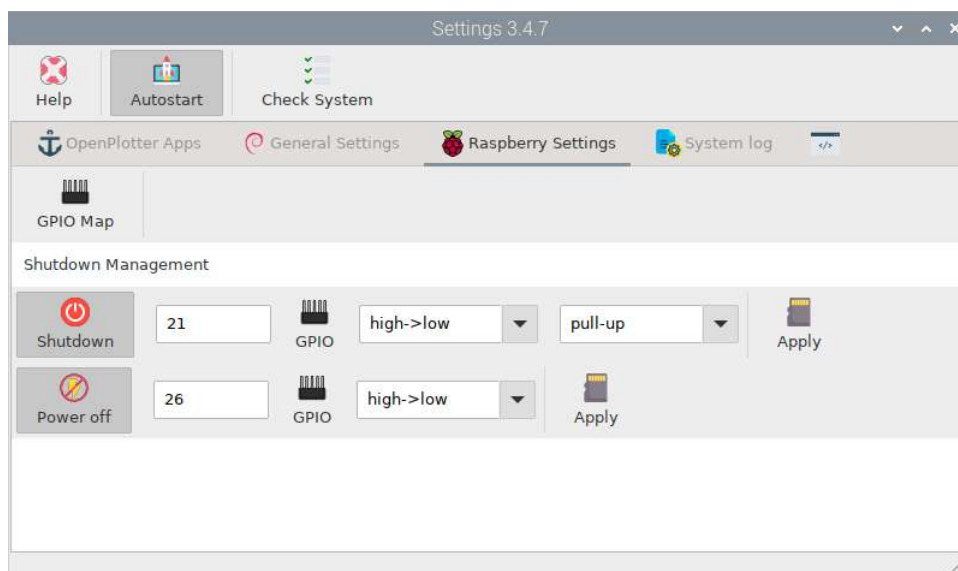 Settings 3.4.7
Help Autostart Check System
OpenPlotter Apps General Settings Raspberry Settings System log </>
GPIO Map
Shutdown Management
Shutdown 21 GPIO high->low pull-up Apply
Power off 26 GPIO high->low Apply